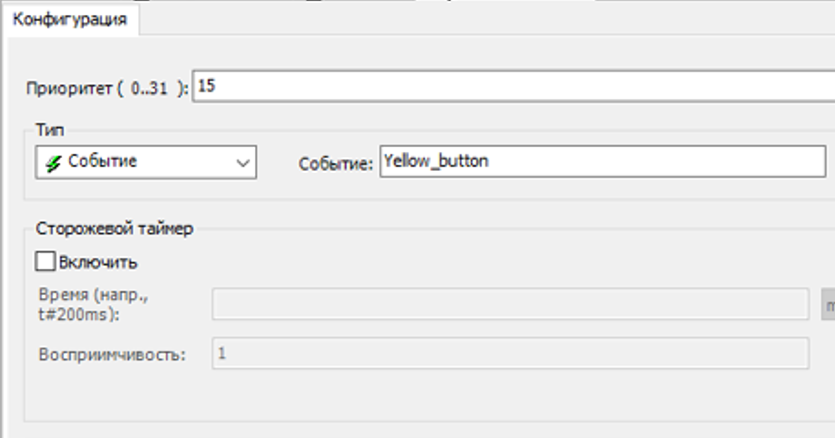 Конфигурация
Приоритет ( 0..31 ): 15
Тип
Событие Событие: Yellow_button
Сторожевой таймер
Включить
Время (напр.,
t#200ms):
Восприимчивость: 1